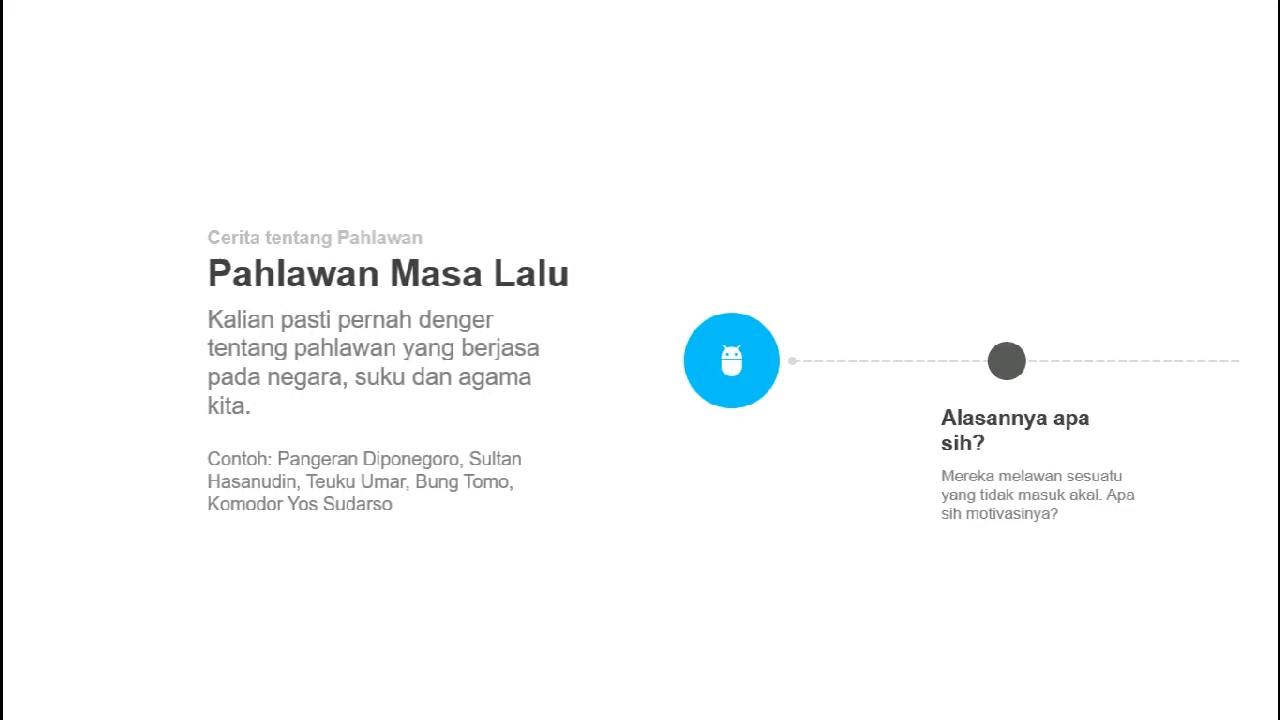 Cerita tentang Pahlawan
Pahlawan Masa Lalu
Kalian pasti pernah denger
tentang pahlawan yang berjasa
pada negara, suku dan agama
kita.
Contoh: Pangeran Diponegoro, Sultan
Hasanudin, Teuku Umar, Bung Tomo,
Komodor Yos Sudarso
Alasannya apa
sih?
Mereka melawan sesuatu
yang tidak masuk akal. Apa
sih motivasinya?